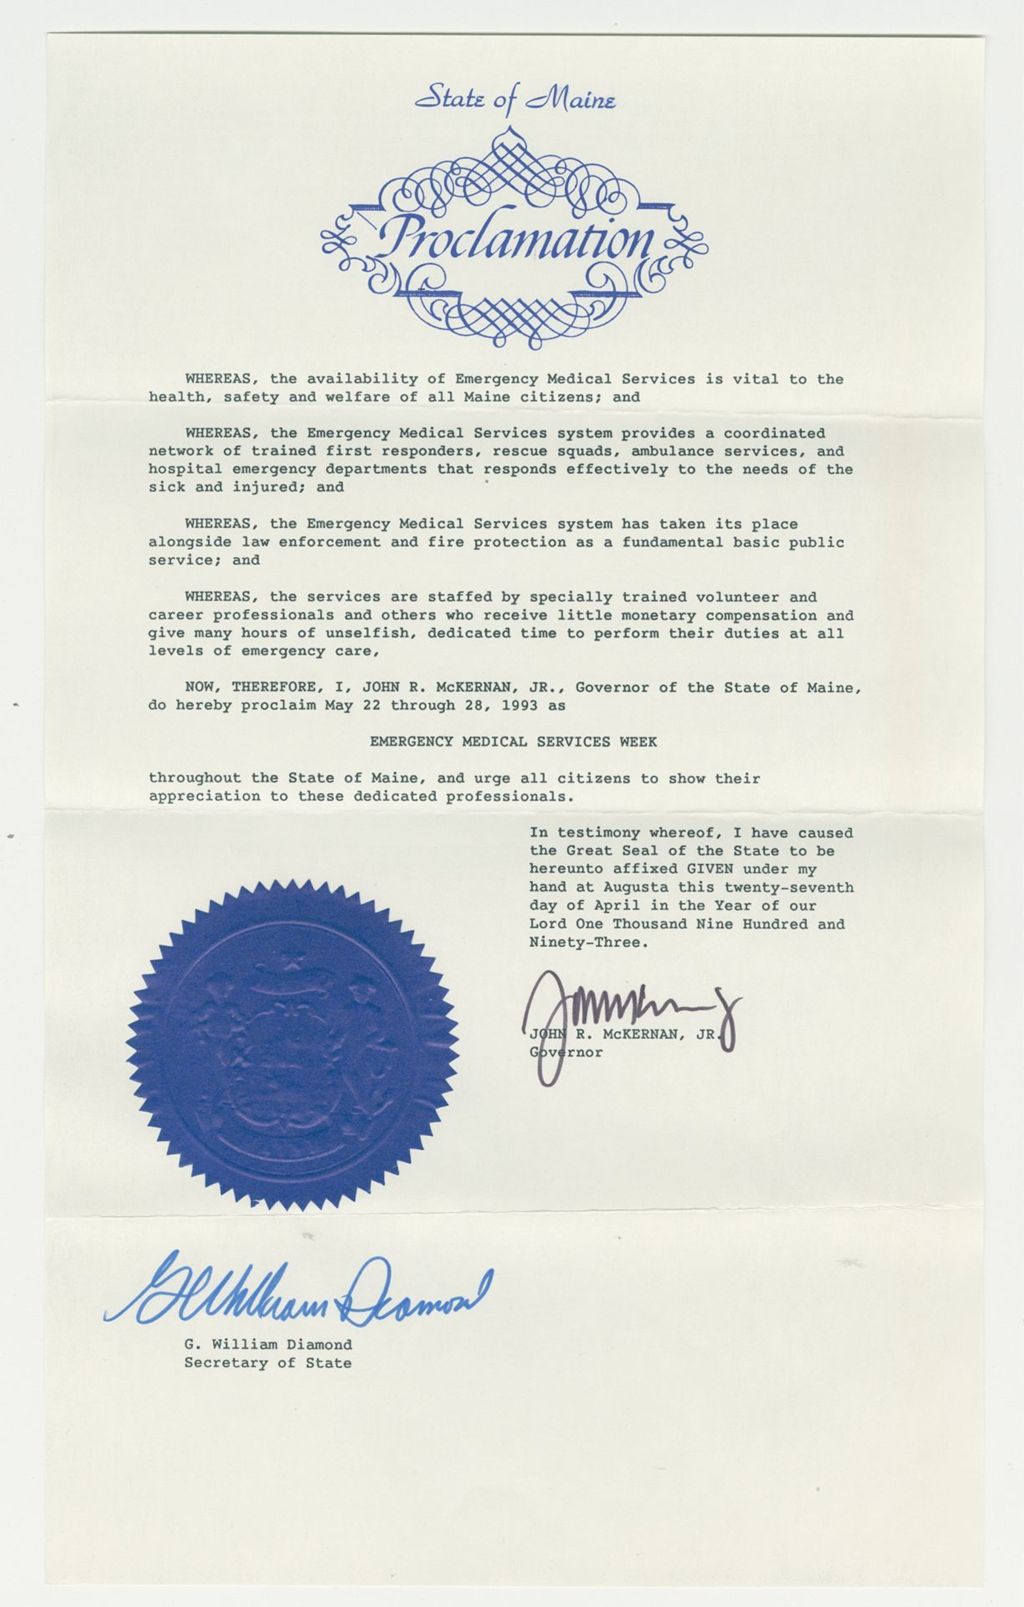 State of Maine
Proclamation
WHEREAS, the availability of Emergency Medical Services is vital to the
health, safety and welfare of all Maine citizens; and
WHEREAS, the Emergency Medical Services system provides a coordinated
network of trained first responders, rescue squads, ambulance services, and
hospital emergency departments that responds effectively to the needs of the
sick and injured; and
WHEREAS, the Emergency Medical Services system has taken its place
alongside law enforcement and fire protection as a fundamental basic public
service; and
WHEREAS, the services are staffed by specially trained volunteer and
career professionals and others who receive little monetary compensation and
give many hours of unselfish, dedicated time to perform their duties at all
levels of emergency care,
NOW, THEREFORE, I, JOHN R. McKERNAN, JR., Governor of the State of Maine,
do hereby proclaim May 22 through 28, 1993 as
EMERGENCY MEDICAL SERVICES WEEK
throughout the State of Maine, and urge all citizens to show their
appreciation to these dedicated professionals.
In testimony whereof, I have caused
the Great Seal of the State to be
hereunto affixed GIVEN under my
hand at Augusta this twenty-seventh
day of April in the Year of our
Lord One Thousand Nine Hundred and
Ninety-Three.
JOHN R. McKERNAN, JR.
Governor
G William Diamond
G. William Diamond
Secretary of State